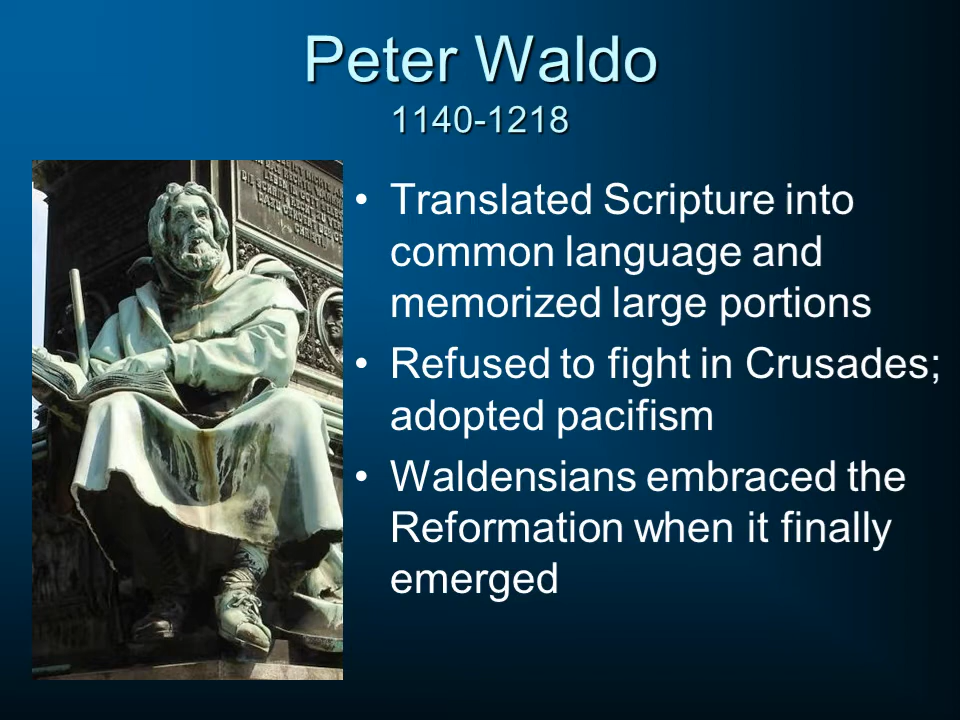 Peter Waldo
1140-1218
• Translated Scripture into
common language and
memorized large portions
• Refused to fight in Crusades;
adopted pacifism
• Waldensians embraced the
Reformation when it finally
emerged